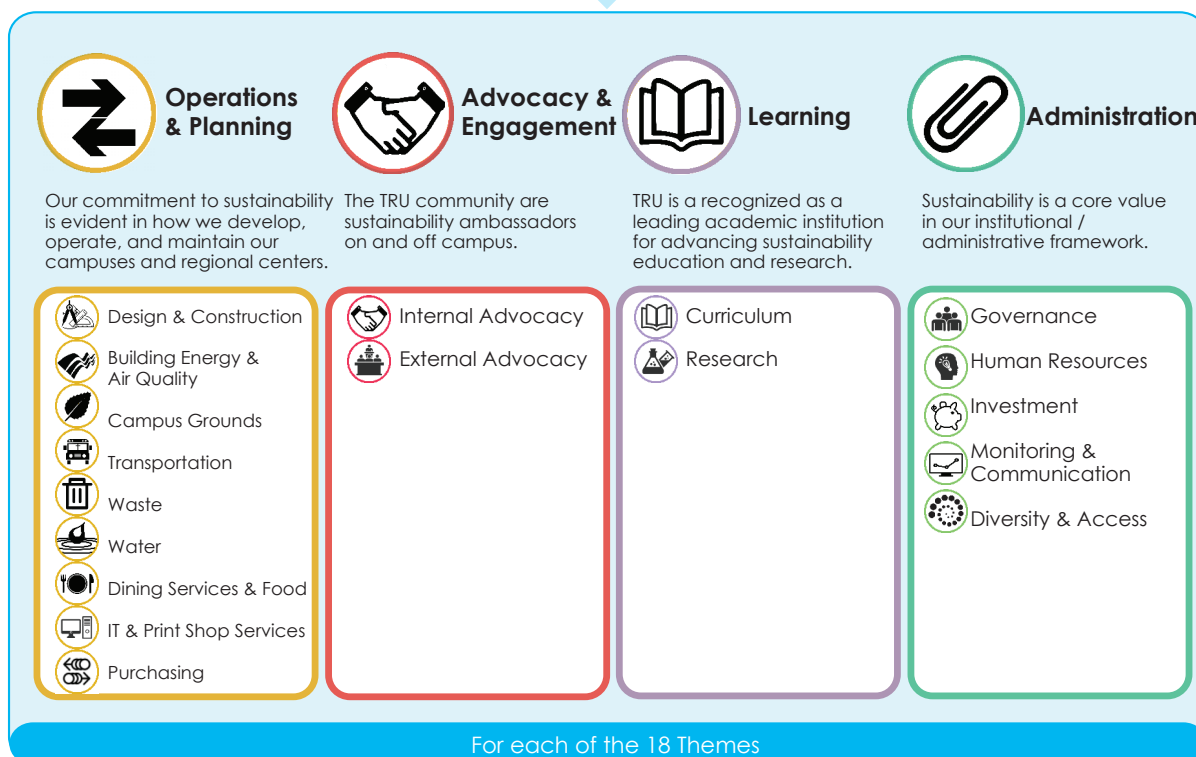 Operations
& Planning
Our commitment to sustainability
is evident in how we develop,
operate, and maintain our
campuses and regional centers.
Design & Construction
Building Energy &
Air Quality
Campus Grounds
Transportation
Waste
Water
Dining Services & Food
IT & Print Shop Services
Purchasing
Advocacy &
Engagement
The TRU community are
sustainability ambassadors
on and off campus.
Internal Advocacy
External Advocacy
Learning
TRU is a recognized as a
leading academic institution
for advancing sustainability
education and research.
Curriculum
Research
Administration
Sustainability is a core value
in our institutional /
administrative framework.
Governance
Human Resources
Investment
Monitoring &
Communication
Diversity & Access
For each of the 18 Themes